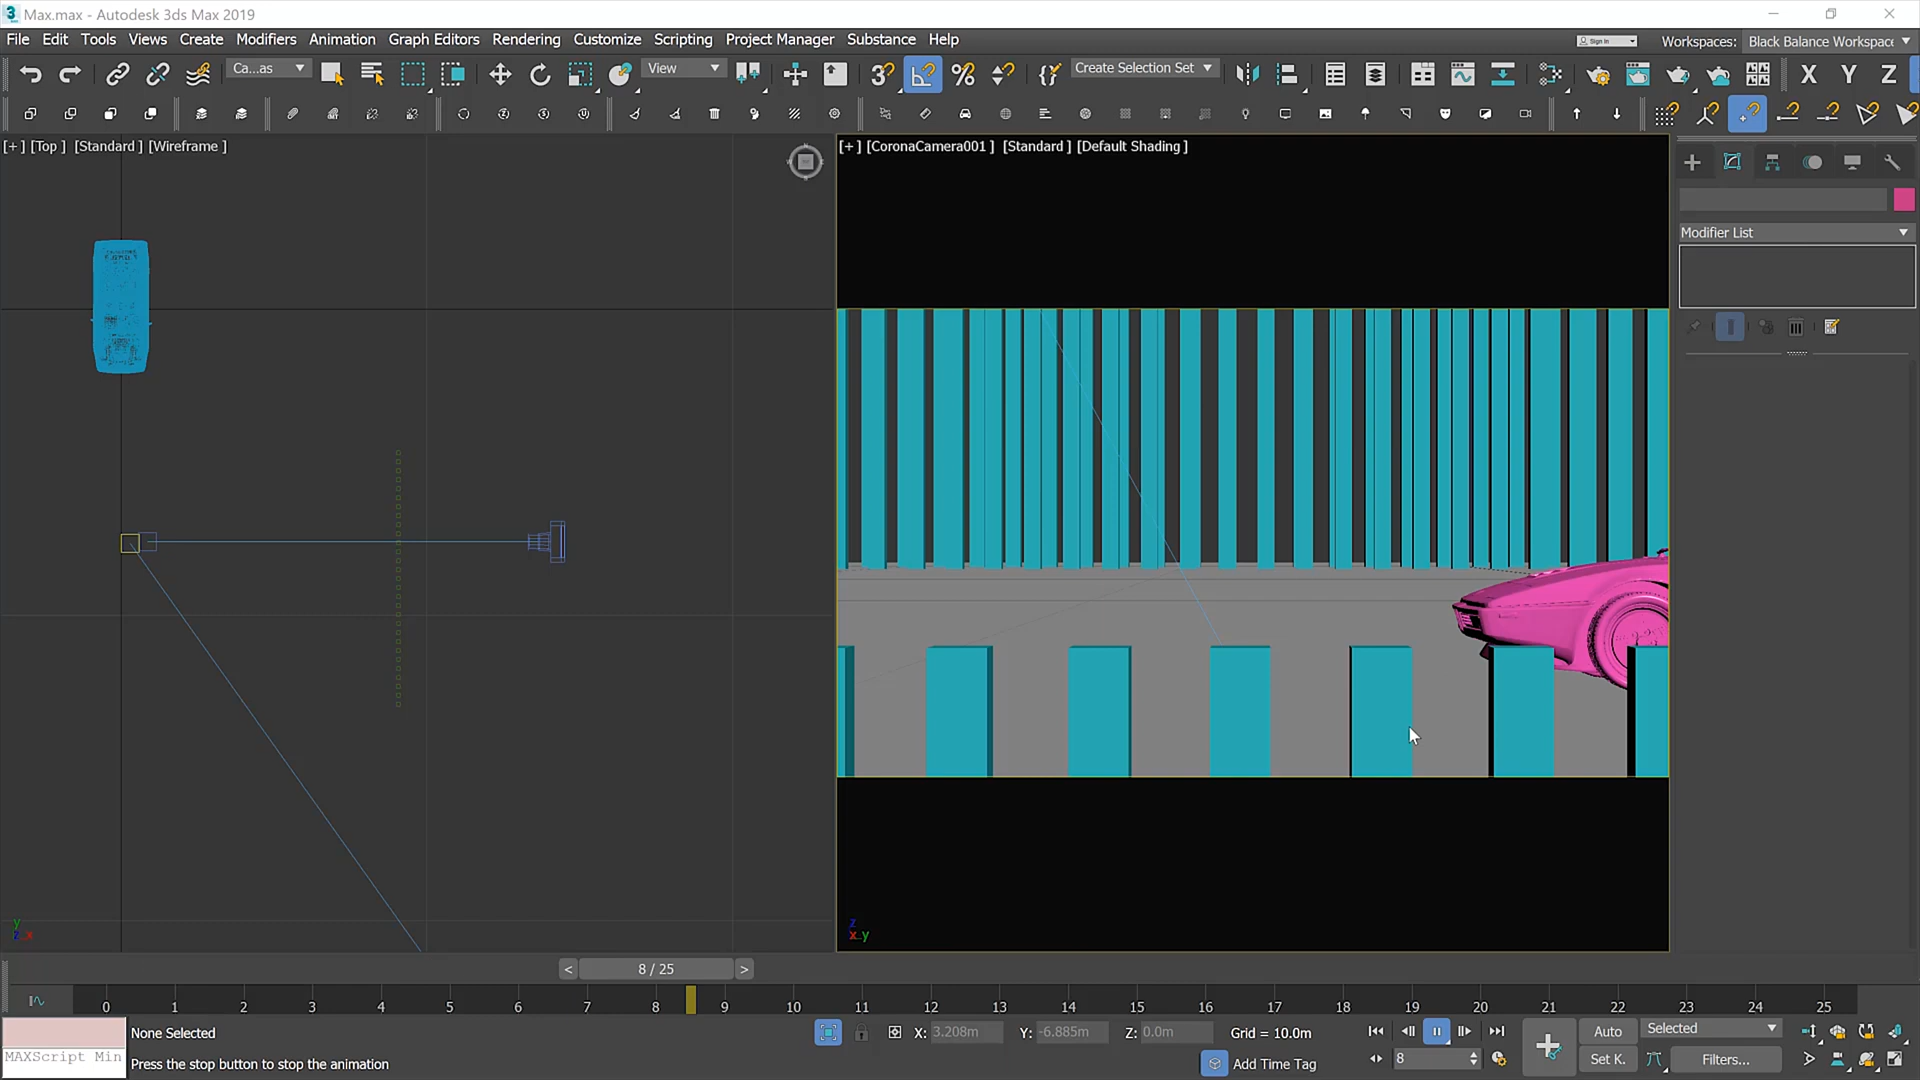 Max.max - Autodesk 3ds Max 2019
File Edit Tools Views Create Modifiers Animation Graph Editors Rendering Customize Scripting Project Manager Substance Help
Sign In Workspaces: Black Balance Workspace
Ca...as View 3 % Create Selection Set X Y Z
[+] [Top ] [Standard ] [Wireframe ]
[+] [CoronaCamera001 ] [Standard ] [Default Shading ]
Modifier List
y
z x
z
x y
< 8 / 25 >
0 1 2 3 4 5 6 7 8 9 10 11 12 13 14 15 16 17 18 19 20 21 22 23 24 25
None Selected X: 3.208m Y: -6.885m Z: 0.0m Grid = 10.0m Auto Selected
MAXScript Min Press the stop button to stop the animation Add Time Tag 8 Set K. Filters...